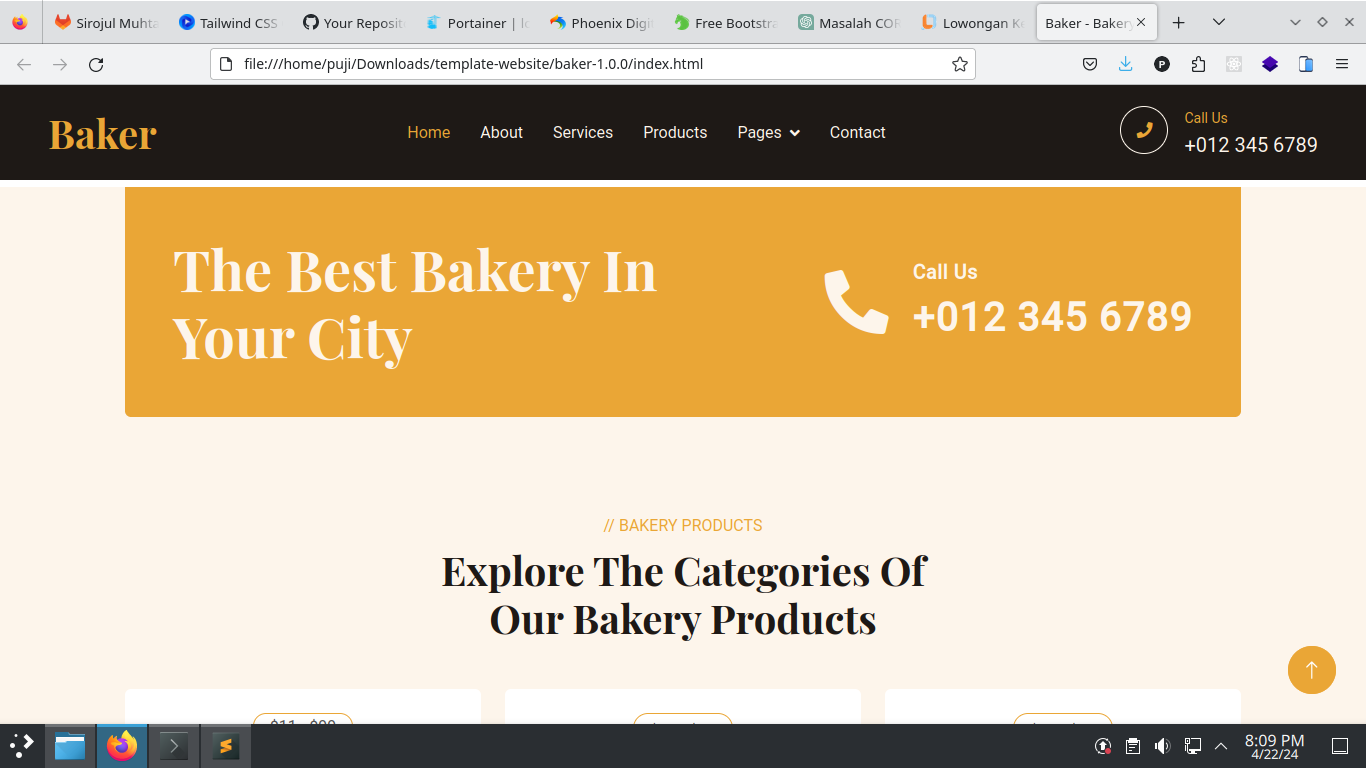 Sirojul Muhta
Tailwind CSS
Your Reposit
Portainer | lo
Phoenix Digi
Free Bootstra
Masalah COR
Lowongan Ke
Baker - Bakery
file:///home/puji/Downloads/template-website/baker-1.0.0/index.html
P
Baker
Home
About
Services
Products
Pages
Contact
Call Us
+012 345 6789
The Best Bakery In
Your City
Call Us
+012 345 6789
// BAKERY PRODUCTS
Explore The Categories Of
Our Bakery Products
8:09 PM
4/22/24